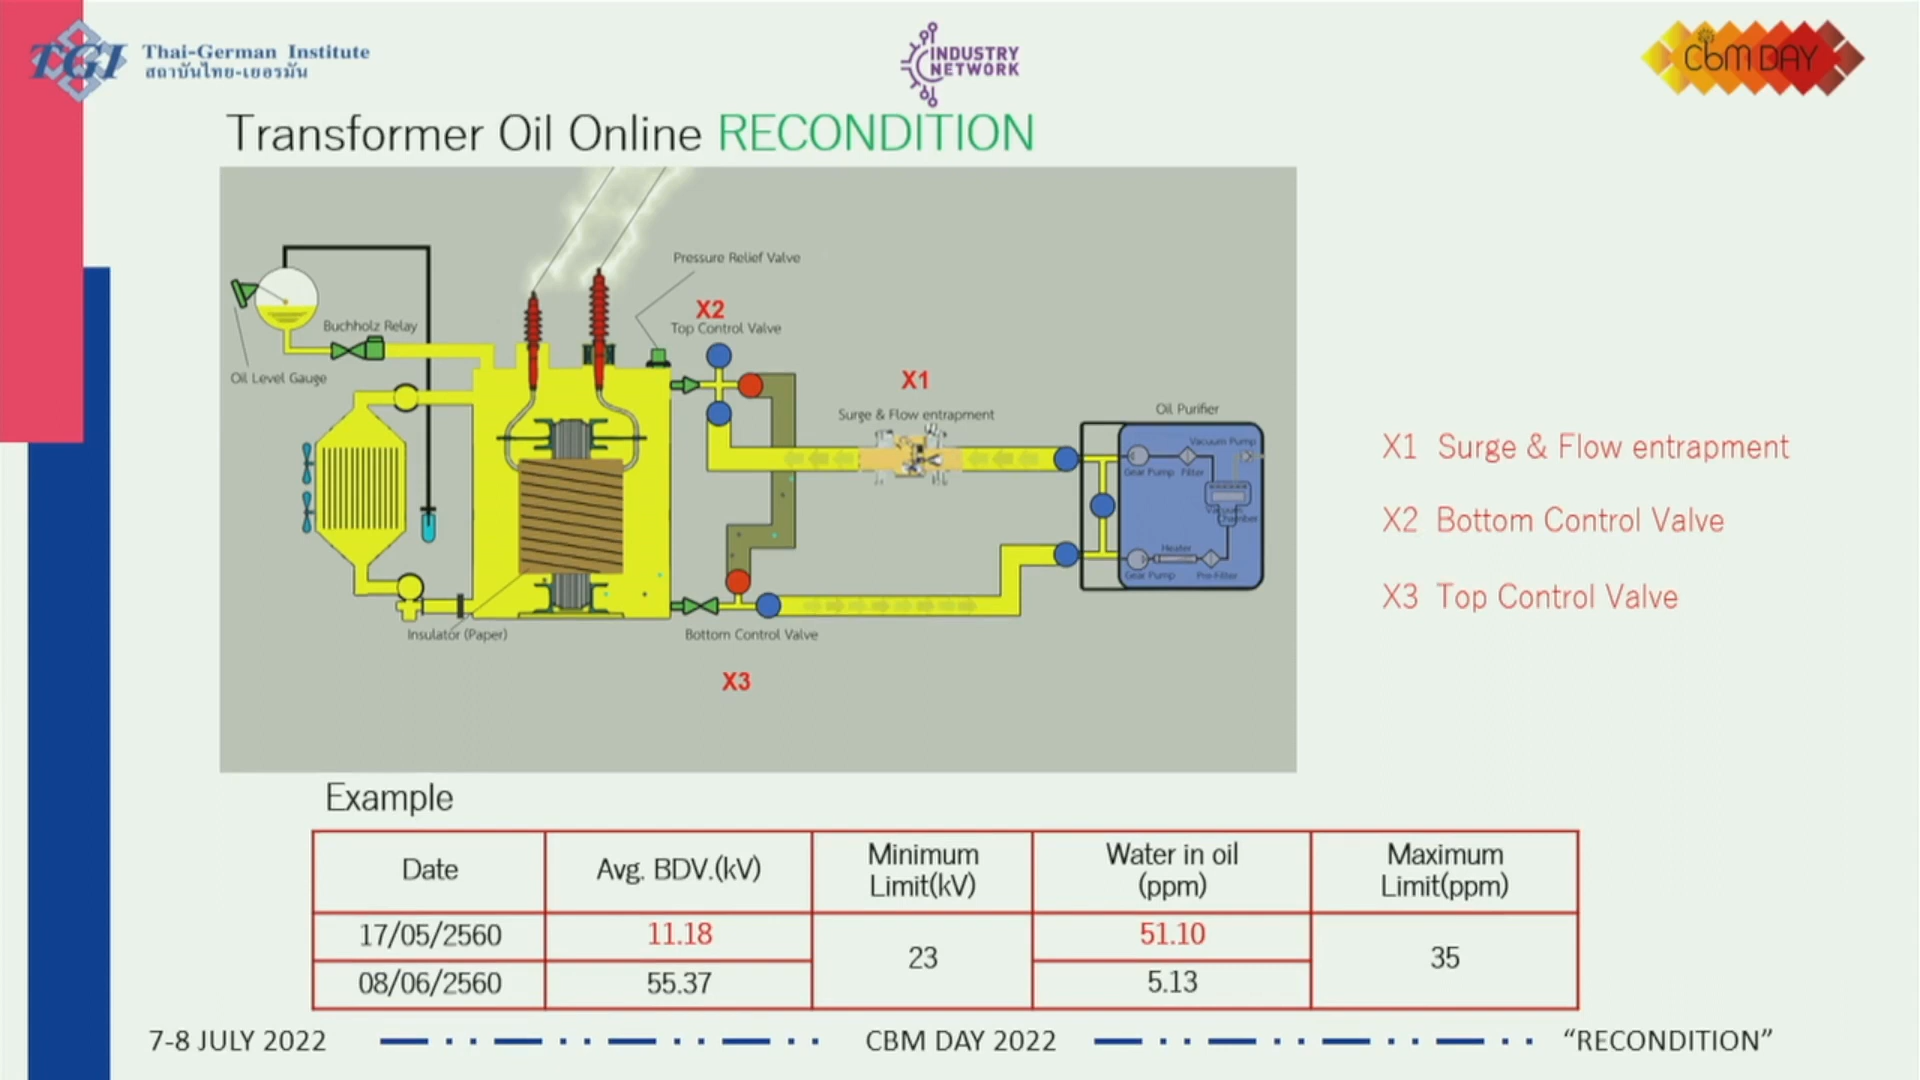 TGI Thai-German Institute
สถาบันไทย-เยอรมัน
INDUSTRY
NETWORK
CbM DAY
Transformer Oil Online RECONDITION
Pressure Relief Valve
X2
Top Control Valve
Buchholz Relay
Oil Level Gauge
X1
Surge & Flow entrapment
Oil Purifier
Vacuum Pump
Gear Pump
Filter
Vacuum
Chamber
Heater
Gear Pump
Pre-Filter
Insulator (Paper)
Bottom Control Valve
X3
X1 Surge & Flow entrapment
X2 Bottom Control Valve
X3 Top Control Valve
Example
Date Avg. BDV.(kV) Minimum Limit(kV) Water in oil (ppm) Maximum Limit(ppm)
17/05/2560 11.18 23 51.10 35
08/06/2560 55.37 5.13
7-8 JULY 2022 CBM DAY 2022 “RECONDITION”